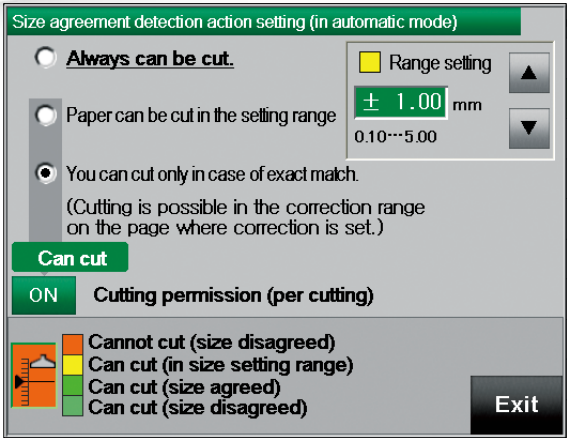 Size agreement detection action setting (in automatic mode)
Always can be cut.
Range setting
± 1.00 mm
0.10···5.00
Paper can be cut in the setting range
You can cut only in case of exact match.
(Cutting is possible in the correction range
on the page where correction is set.)
Can cut
ON Cutting permission (per cutting)
Cannot cut (size disagreed)
Can cut (in size setting range)
Can cut (size agreed)
Can cut (size disagreed)
Exit